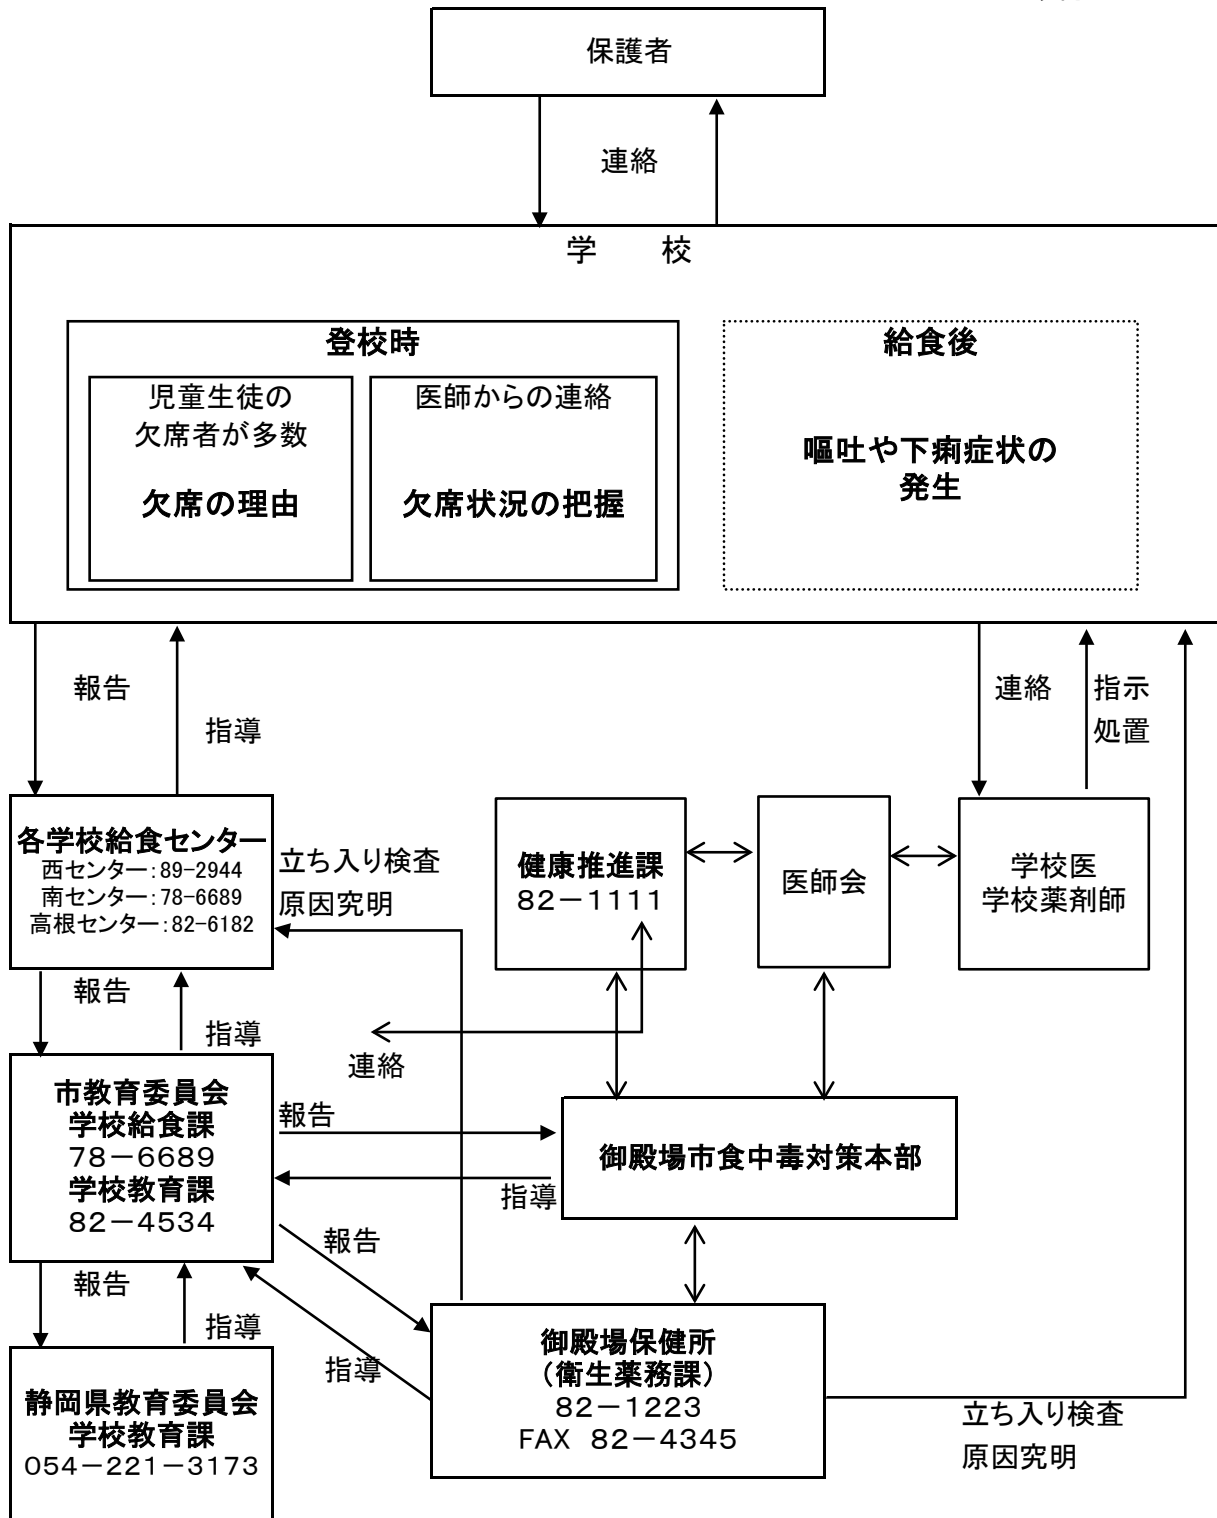 保護者
連絡
学　校
登校時
給食後
児童生徒の
欠席者が多数
欠席の理由
医師からの連絡
欠席状況の把握
嘔吐や下痢症状の
発生
報告
指導
連絡
指示
処置
各学校給食センター
西センター：89-2944
南センター：78-6689
高根センター：82-6182
立ち入り検査
原因究明
健康推進課
82－1111
医師会
学校医
学校薬剤師
報告
指導
連絡
市教育委員会
学校給食課
78－6689
学校教育課
82－4534
報告
指導
御殿場市食中毒対策本部
報告
指導
報告
指導
静岡県教育委員会
学校教育課
054－221－3173
御殿場保健所
（衛生薬務課）
82－1223
FAX 82－4345
立ち入り検査
原因究明